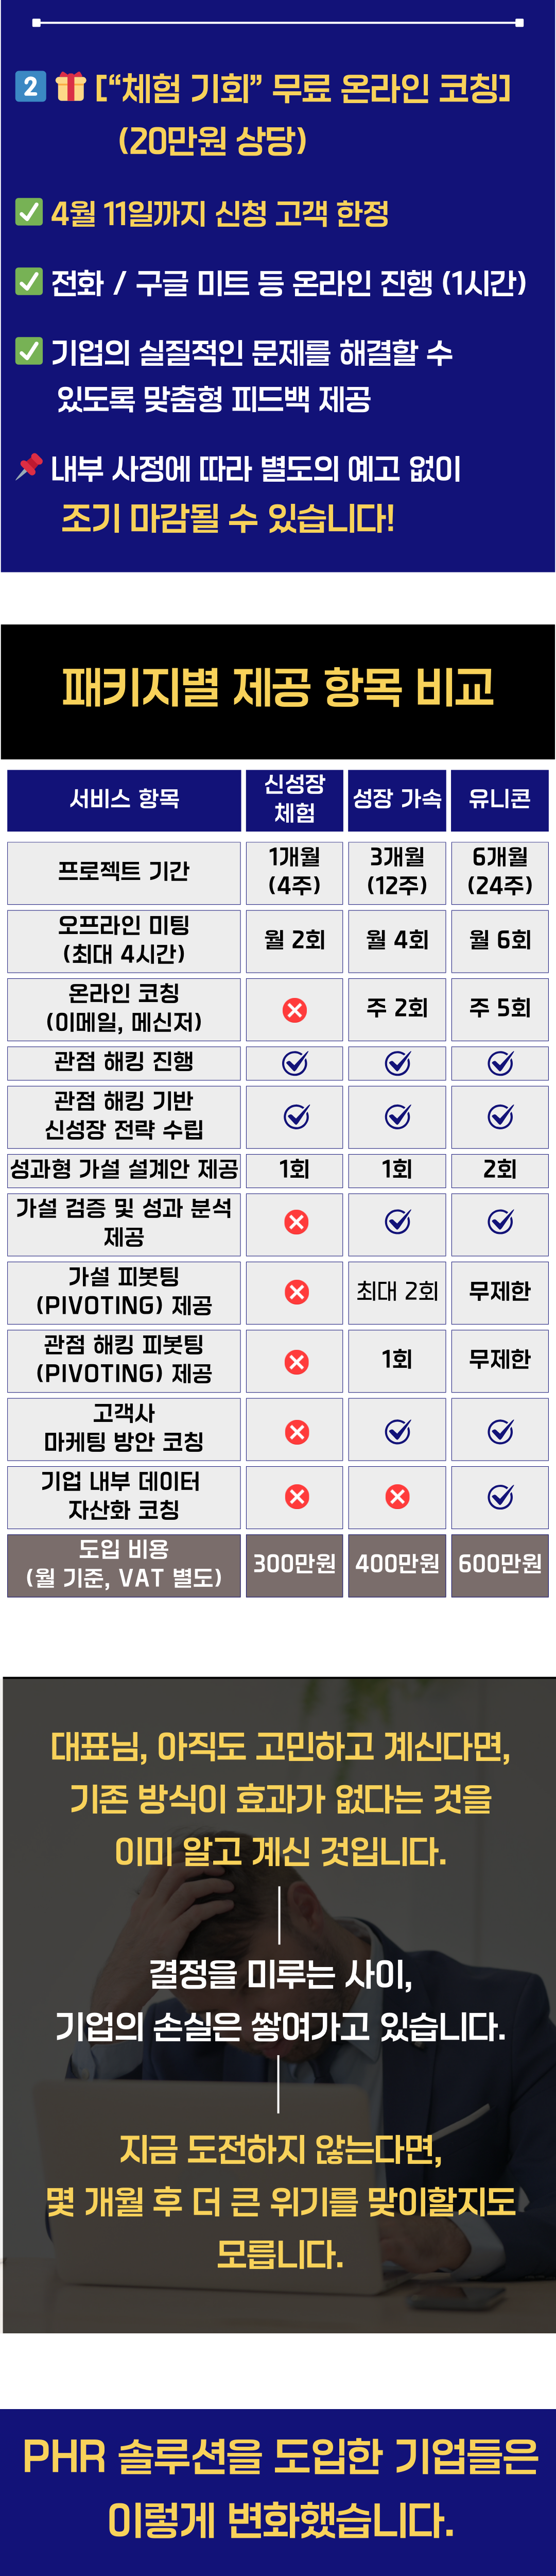 2 [“체험 기회” 무료 온라인 코칭]
(20만원 상당)
4월 11일까지 신청 고객 한정
전화 / 구글 미트 등 온라인 진행 (1시간)
기업의 실질적인 문제를 해결할 수
있도록 맞춤형 피드백 제공
내부 사정에 따라 별도의 예고 없이
조기 마감될 수 있습니다!
패키지별 제공 항목 비교
서비스 항목 신성장 체험 성장 가속 유니콘
프로젝트 기간 1개월 (4주) 3개월 (12주) 6개월 (24주)
오프라인 미팅 (최대 4시간) 월 2회 월 4회 월 6회
온라인 코칭 (이메일, 메신저) 주 2회 주 5회
관점 해킹 진행
관점 해킹 기반
신성장 전략 수립
성과형 가설 설계안 제공 1회 1회 2회
가설 검증 및 성과 분석
제공
가설 피봇팅 (PIVOTING) 제공 최대 2회 무제한
관점 해킹 피봇팅 (PIVOTING) 제공 1회 무제한
고객사
마케팅 방안 코칭
기업 내부 데이터
자산화 코칭
도입 비용 (월 기준, VAT 별도) 300만원 400만원 600만원
대표님, 아직도 고민하고 계신다면,
기존 방식이 효과가 없다는 것을
이미 알고 계신 것입니다.
결정을 미루는 사이,
기업의 손실은 쌓여가고 있습니다.
지금 도전하지 않는다면,
몇 개월 후 더 큰 위기를 맞이할지도
모릅니다.
PHR 솔루션을 도입한 기업들은
이렇게 변화했습니다.